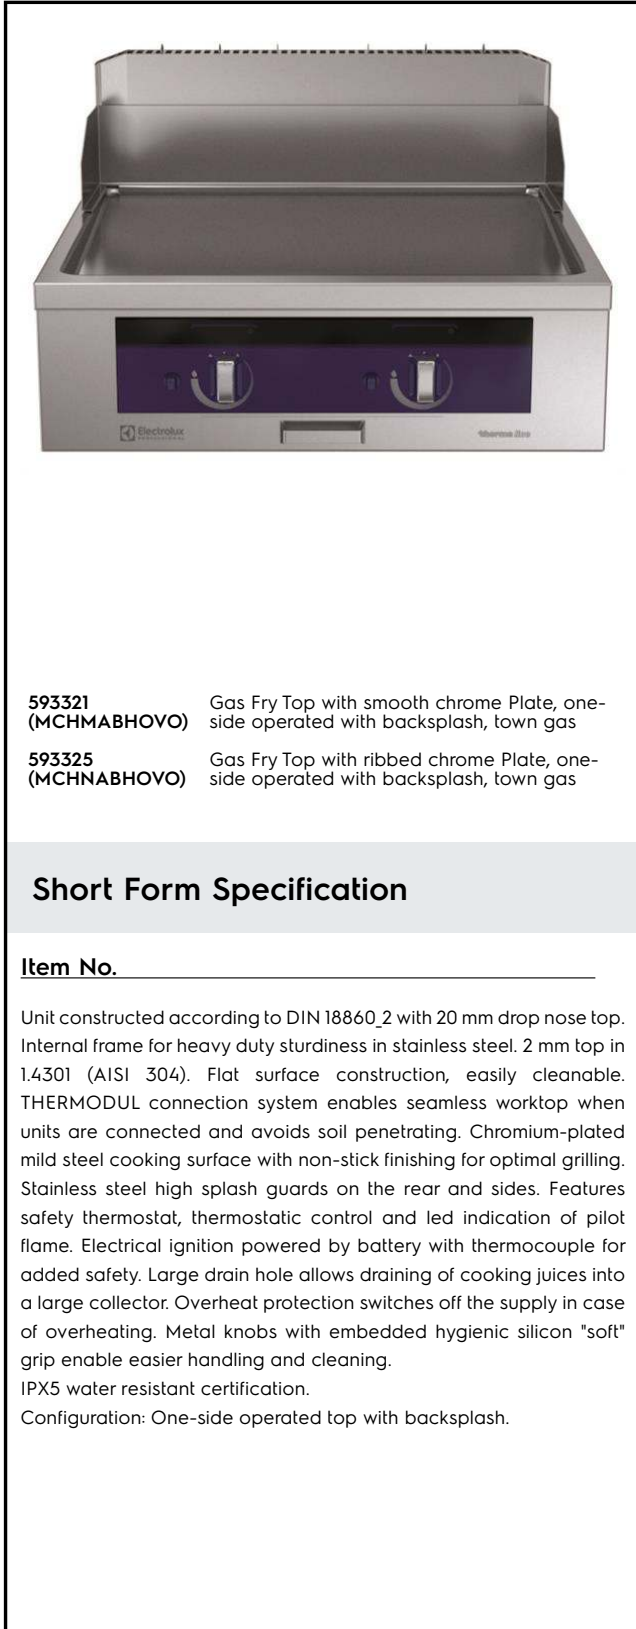 Electrolux
PROFESSIONAL
thermaline
593321
(MCHMABHOVO)
Gas Fry Top with smooth chrome Plate, one-
side operated with backsplash, town gas
593325
(MCHNABHOVO)
Gas Fry Top with ribbed chrome Plate, one-
side operated with backsplash, town gas
Short Form Specification
Item No.
Unit constructed according to DIN 18860_2 with 20 mm drop nose top.
Internal frame for heavy duty sturdiness in stainless steel. 2 mm top in
1.4301 (AISI 304). Flat surface construction, easily cleanable.
THERMODUL connection system enables seamless worktop when
units are connected and avoids soil penetrating. Chromium-plated
mild steel cooking surface with non-stick finishing for optimal grilling.
Stainless steel high splash guards on the rear and sides. Features
safety thermostat, thermostatic control and led indication of pilot
flame. Electrical ignition powered by battery with thermocouple for
added safety. Large drain hole allows draining of cooking juices into
a large collector. Overheat protection switches off the supply in case
of overheating. Metal knobs with embedded hygienic silicon "soft"
grip enable easier handling and cleaning.
IPX5 water resistant certification.
Configuration: One-side operated top with backsplash.